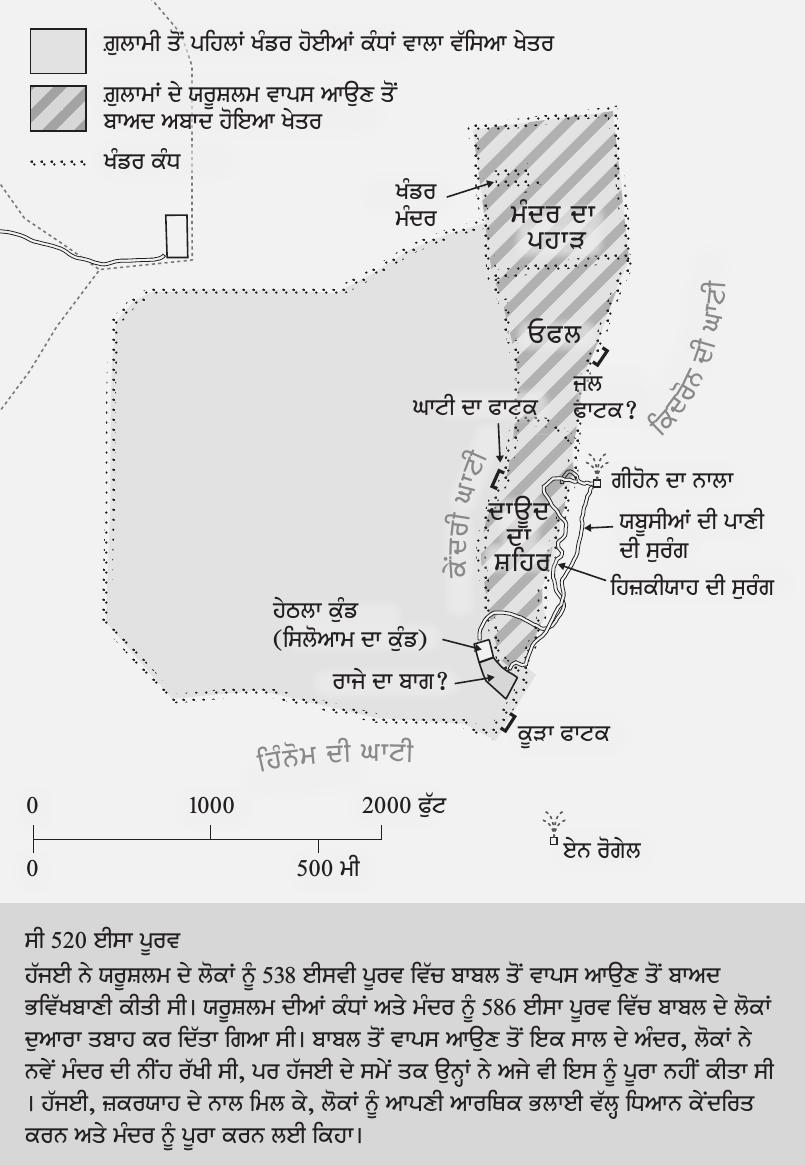 ਗ਼ੁਲਾਮੀ ਤੋਂ ਪਹਿਲਾਂ ਖੰਡਰ ਹੋਈਆਂ ਕੰਧਾਂ ਵਾਲਾ ਵੱਸਿਆ ਖੇਤਰ
ਗ਼ੁਲਾਮਾਂ ਦੇ ਯਰੂਸ਼ਲਮ ਵਾਪਸ ਆਉਣ ਤੋਂ
ਬਾਅਦ ਅਬਾਦ ਹੋਇਆ ਖੇਤਰ
ਖੰਡਰ ਕੰਧ
ਖੰਡਰ
ਮੰਦਰ
ਮੰਦਰ ਦਾ
ਪਹਾੜ
ਓਫਲ
ਕਿਦਰੋਨ ਦੀ ਘਾਟੀ
ਜਲ
ਫਾਟਕ?
ਘਾਟੀ ਦਾ ਫਾਟਕ
ਕੇਂਦਰੀ ਘਾਟੀ
ਗੀਹੋਨ ਦਾ ਨਾਲਾ
ਦਾਊਦ
ਦਾ
ਸ਼ਹਿਰ
ਯਬੂਸੀਆਂ ਦੀ ਪਾਣੀ
ਦੀ ਸੁਰੰਗ
ਹਿਜ਼ਕੀਯਾਹ ਦੀ ਸੁਰੰਗ
ਹੇਠਲਾ ਕੁੰਡ
(ਸਿਲੋਆਮ ਦਾ ਕੁੰਡ)
ਰਾਜੇ ਦਾ ਬਾਗ?
ਕੂੜਾ ਫਾਟਕ
ਹਿੰਨੋਮ ਦੀ ਘਾਟੀ
0 1000 2000 ਫੁੱਟ
0 500 ਮੀ
ਏਨ ਰੋਗੇਲ
ਸੀ 520 ਈਸਾ ਪੂਰਵ
ਹੱਜਈ ਨੇ ਯਰੂਸ਼ਲਮ ਦੇ ਲੋਕਾਂ ਨੂੰ 538 ਈਸਵੀ ਪੂਰਵ ਵਿੱਚ ਬਾਬਲ ਤੋਂ ਵਾਪਸ ਆਉਣ ਤੋਂ ਬਾਅਦ
ਭਵਿੱਖਬਾਣੀ ਕੀਤੀ ਸੀ। ਯਰੂਸ਼ਲਮ ਦੀਆਂ ਕੰਧਾਂ ਅਤੇ ਮੰਦਰ ਨੂੰ 586 ਈਸਾ ਪੂਰਵ ਵਿੱਚ ਬਾਬਲ ਦੇ ਲੋਕਾਂ
ਦੁਆਰਾ ਤਬਾਹ ਕਰ ਦਿੱਤਾ ਗਿਆ ਸੀ। ਬਾਬਲ ਤੋਂ ਵਾਪਸ ਆਉਣ ਤੋਂ ਇਕ ਸਾਲ ਦੇ ਅੰਦਰ, ਲੋਕਾਂ ਨੇ
ਨਵੇਂ ਮੰਦਰ ਦੀ ਨੀਂਹ ਰੱਖੀ ਸੀ, ਪਰ ਹੱਜਈ ਦੇ ਸਮੇਂ ਤਕ ਉਨ੍ਹਾਂ ਨੇ ਅਜੇ ਵੀ ਇਸ ਨੂੰ ਪੂਰਾ ਨਹੀਂ ਕੀਤਾ ਸੀ
। ਹੱਜਈ, ਜ਼ਕਰਯਾਹ ਦੇ ਨਾਲ ਮਿਲ ਕੇ, ਲੋਕਾਂ ਨੂੰ ਆਪਣੀ ਆਰਥਿਕ ਭਲਾਈ ਵੱਲ੍ਹ ਧਿਆਨ ਕੇਂਦਰਿਤ
ਕਰਨ ਅਤੇ ਮੰਦਰ ਨੂੰ ਪੂਰਾ ਕਰਨ ਲਈ ਕਿਹਾ।